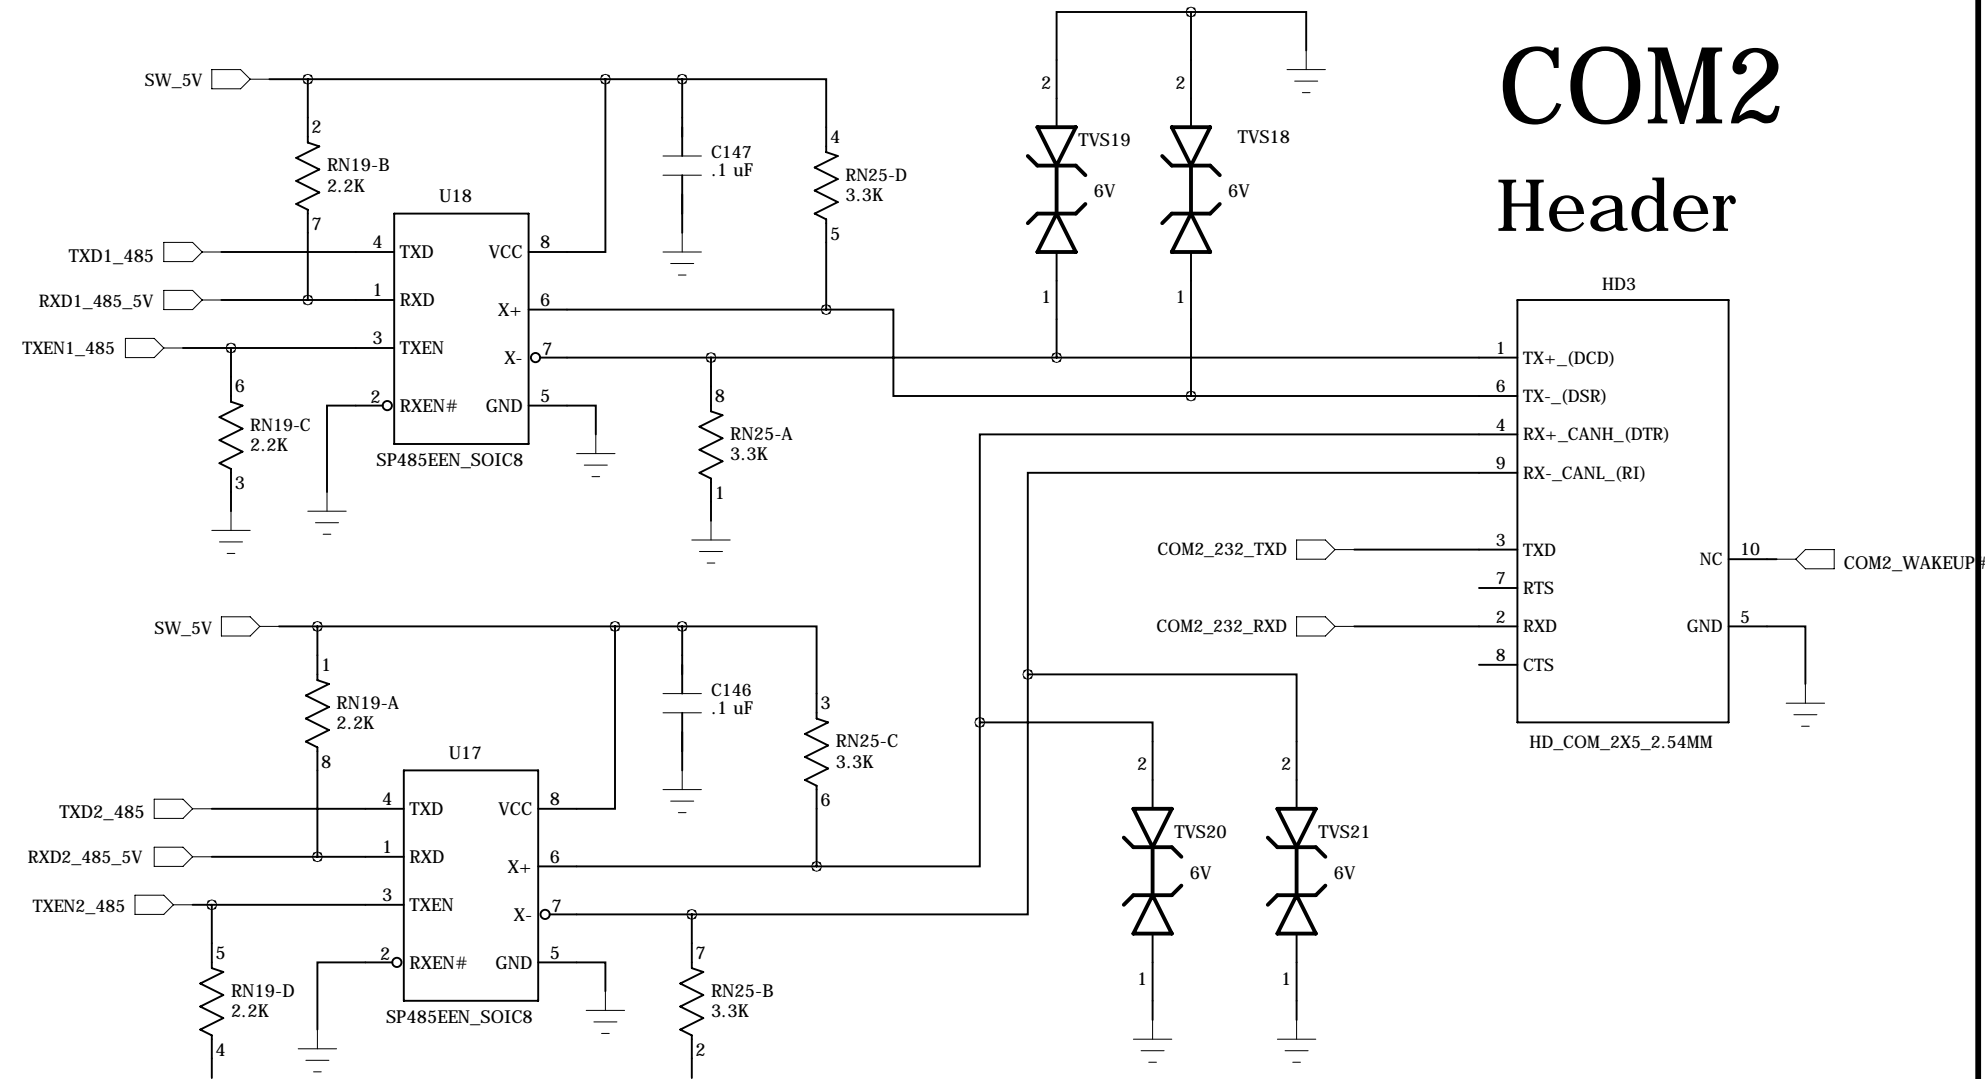 COM2
Header
SW_5V
2
RN19-B
2.2K
7
C147
.1 uF
4
RN25-D
3.3K
5
2
TVS19
6V
1
2
TVS18
6V
1
U18
TXD1_485
4
TXD
VCC
8
RXD1_485_5V
1
RXD
X+
6
TXEN1_485
3
TXEN
X-
7
2
RXEN#
GND
5
SP485EEN_SOIC8
6
RN19-C
2.2K
3
8
RN25-A
3.3K
1
HD3
1
TX+_(DCD)
6
TX-_(DSR)
4
RX+_CANH_(DTR)
9
RX-_CANL_(RI)
COM2_232_TXD
3
TXD
NC
10
COM2_WAKEUP#
7
RTS
COM2_232_RXD
2
RXD
GND
5
8
CTS
HD_COM_2X5_2.54MM
SW_5V
1
RN19-A
2.2K
8
C146
.1 uF
3
RN25-C
3.3K
6
U17
TXD2_485
4
TXD
VCC
8
RXD2_485_5V
1
RXD
X+
6
TXEN2_485
3
TXEN
X-
7
2
RXEN#
GND
5
SP485EEN_SOIC8
5
RN19-D
2.2K
4
7
RN25-B
3.3K
2
2
TVS20
6V
1
2
TVS21
6V
1